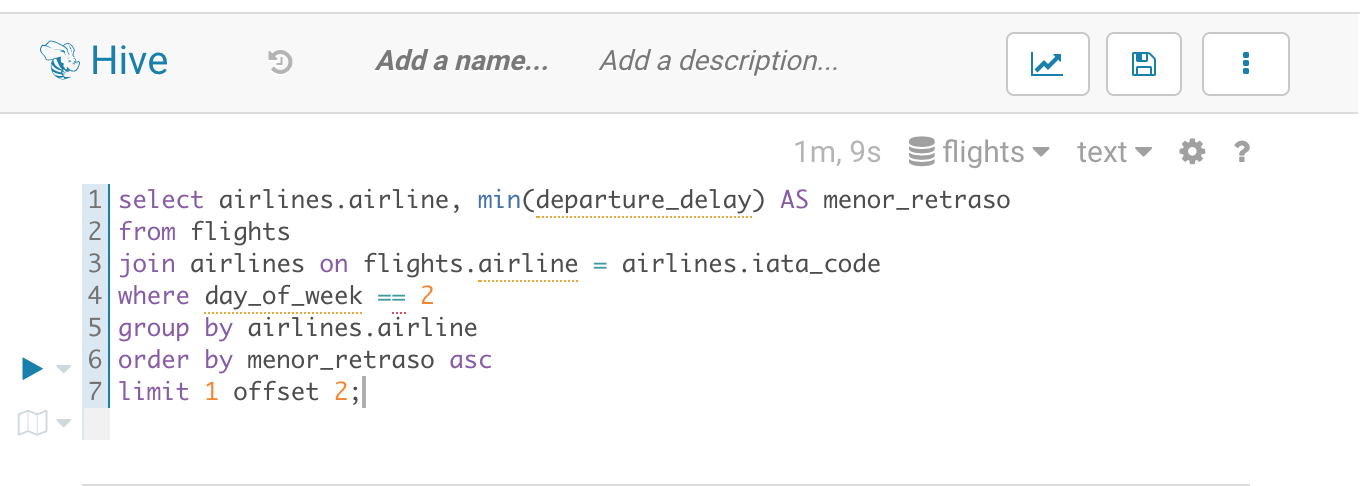 Hive Add a name... Add a description...
1m, 9s flights text ?
1 select airlines.airline, min(departure_delay) AS menor_retraso
2 from flights
3 join airlines on flights.airline = airlines.iata_code
4 where day_of_week == 2
5 group by airlines.airline
6 order by menor_retraso asc
7 limit 1 offset 2;